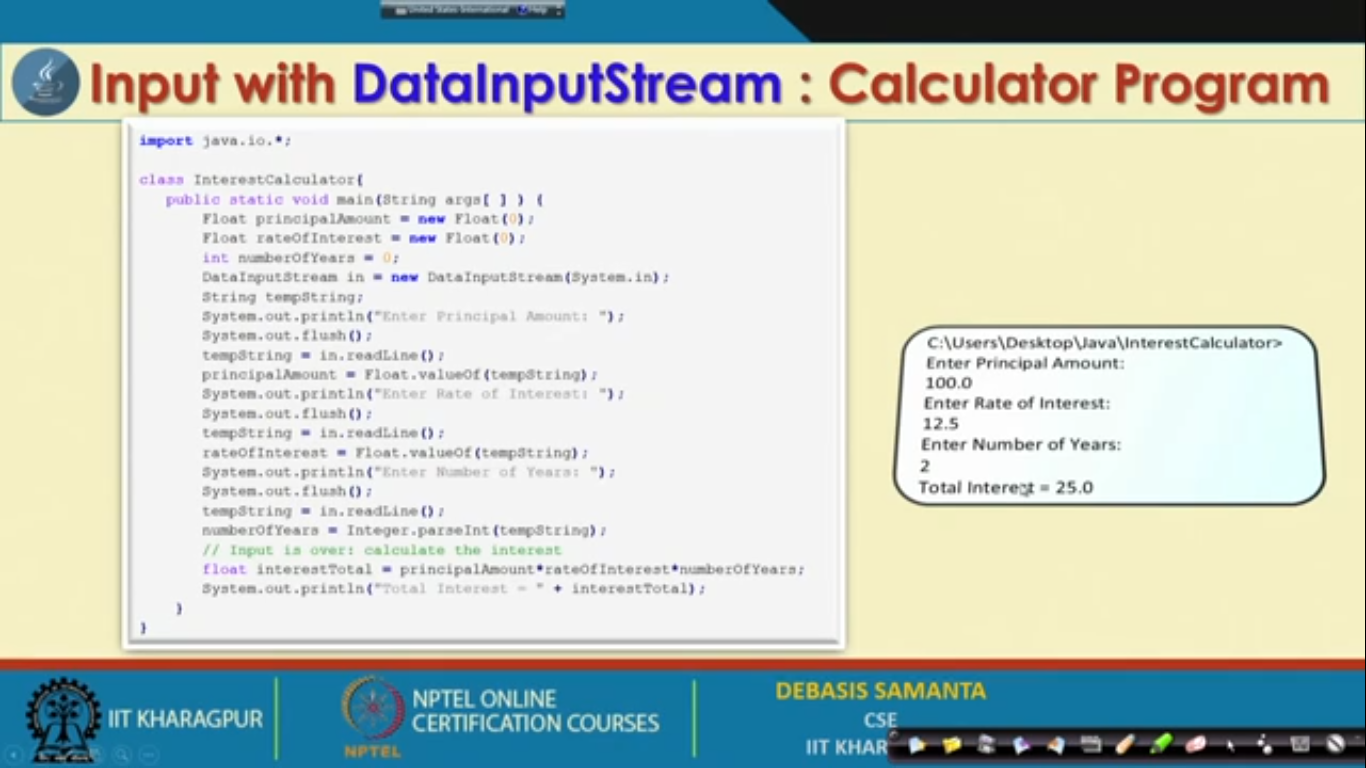 United States-International Help
Input with DataInputStream : Calculator Program
import java.io.*;
class InterestCalculator{
public static void main(String args[ ] ) {
Float principalAmount = new Float(0);
Float rateOfInterest = new Float(0);
int numberOfYears = 0;
DataInputStream in = new DataInputStream(System.in);
String tempString;
System.out.println("Enter Principal Amount: ");
System.out.flush();
tempString = in.readLine();
principalAmount = Float.valueOf(tempString);
System.out.println("Enter Rate of Interest: ");
System.out.flush();
tempString = in.readLine();
rateOfInterest = Float.valueOf(tempString);
System.out.println("Enter Number of Years: ");
System.out.flush();
tempString = in.readLine();
numberOfYears = Integer.parseInt(tempString);
// Input is over: calculate the interest
float interestTotal = principalAmount*rateOfInterest*numberOfYears;
System.out.println("Total Interest = " + interestTotal);
}
}
C:\Users\Desktop\Java\InterestCalculator>
Enter Principal Amount:
100.0
Enter Rate of Interest:
12.5
Enter Number of Years:
2
Total Interest = 25.0
IIT KHARAGPUR
NPTEL
NPTEL ONLINE
CERTIFICATION COURSES
DEBASIS SAMANTA
CSE
IIT KHAR